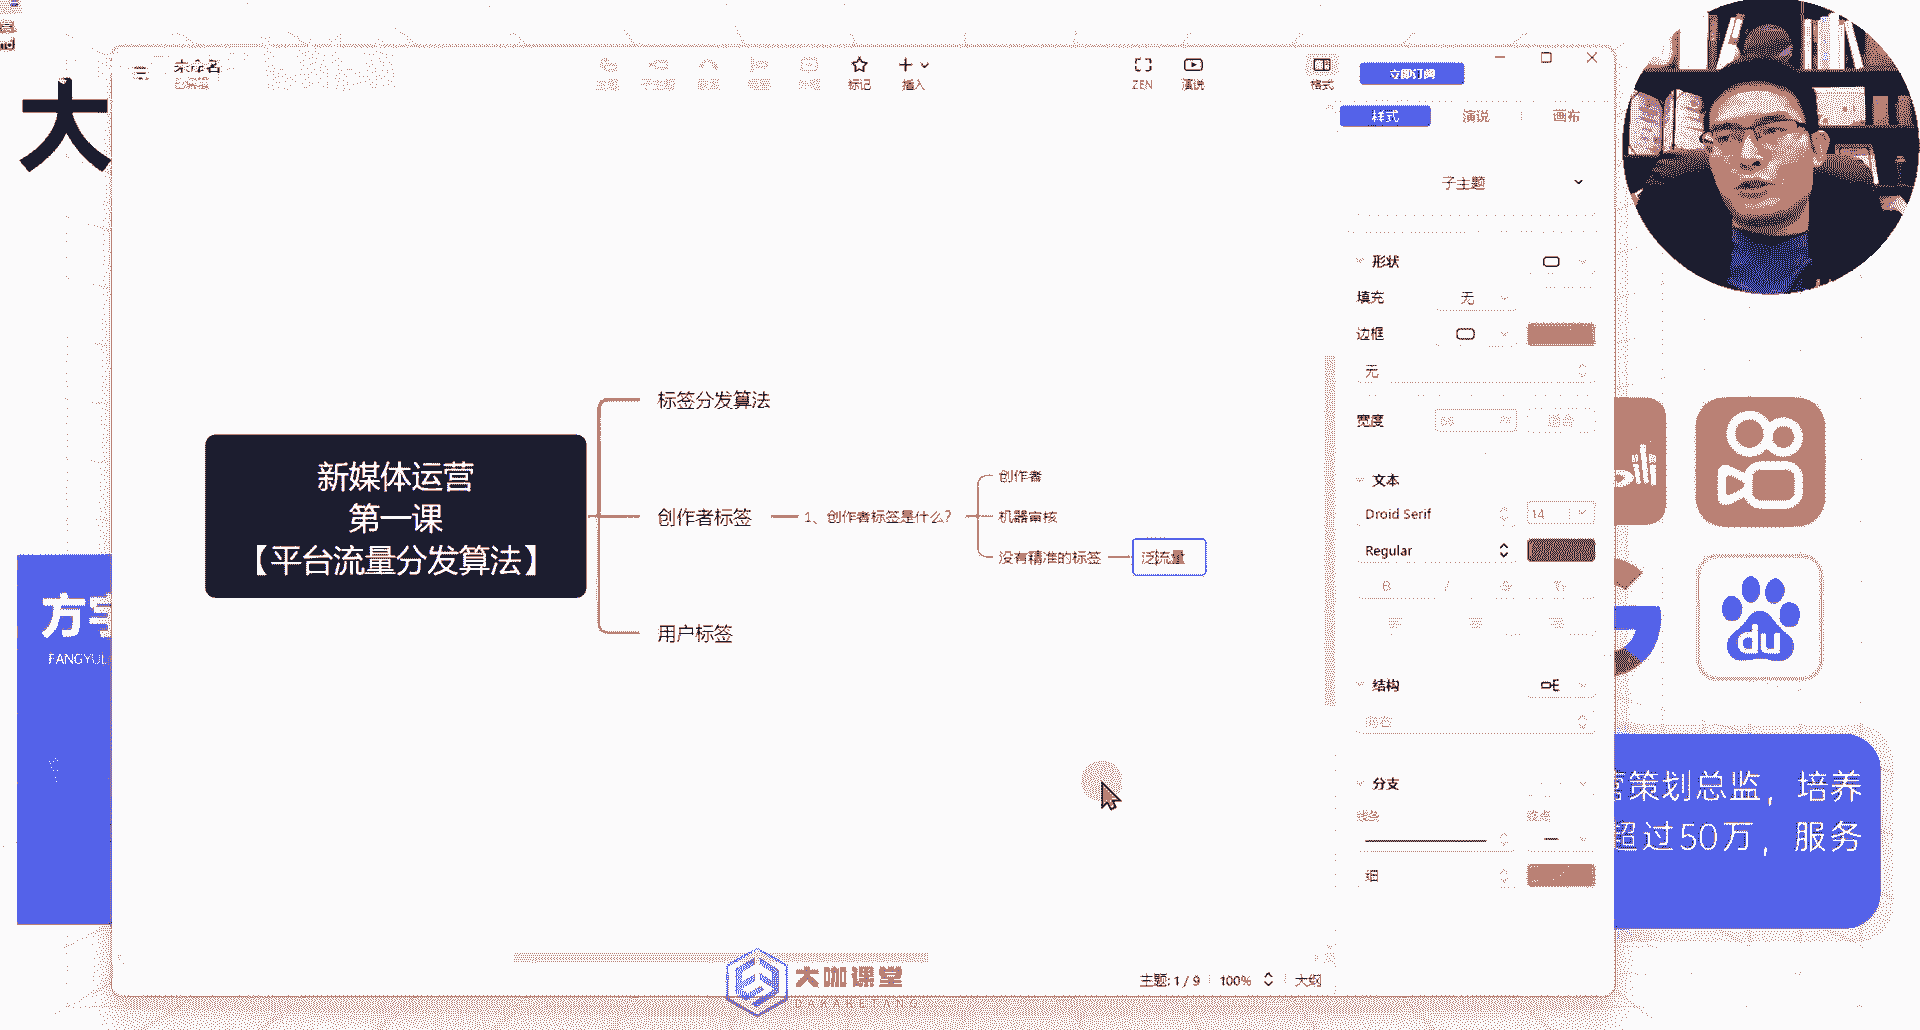 大
未命名
标记
插入
ZEN
演说
格式
立即订阅
样式
演说
画布
子主题
形状
填充
无
边框
无
宽度
文本
Droid Serif
14
Regular
结构
分支
细
标签分发算法
新媒体运营
第一课
【平台流量分发算法】
创作者标签
1、创作者标签是什么?
创作者
机器审核
没有精准的标签
泛流量
用户标签
方宇
FANGYU
du
策划总监，培养
超过50万，服务
大咖课堂
DAKAKETANG
主题: 1 / 9
100%
大纲